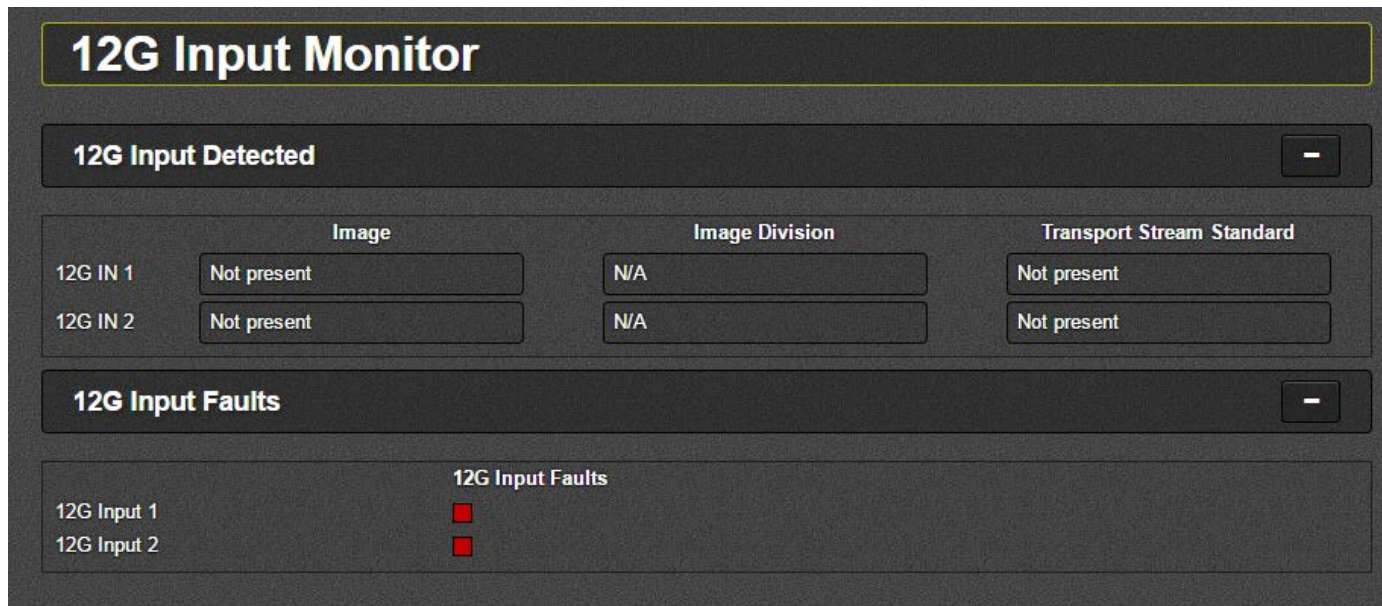 12G Input Monitor
12G Input Detected
Image Image Division Transport Stream Standard
12G IN 1 Not present N/A Not present
12G IN 2 Not present N/A Not present
12G Input Faults
12G Input Faults
12G Input 1
12G Input 2